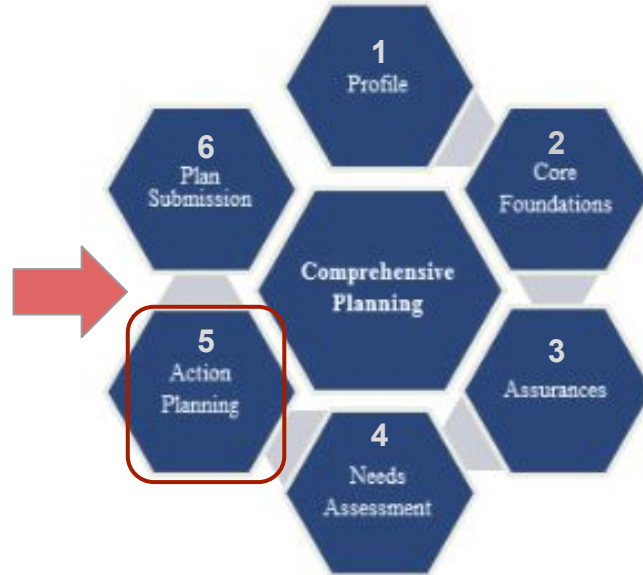 1
Profile
2
Core
Foundations
3
Assurances
4
Needs
Assessment
5
Action
Planning
6
Plan
Submission
Comprehensive
Planning